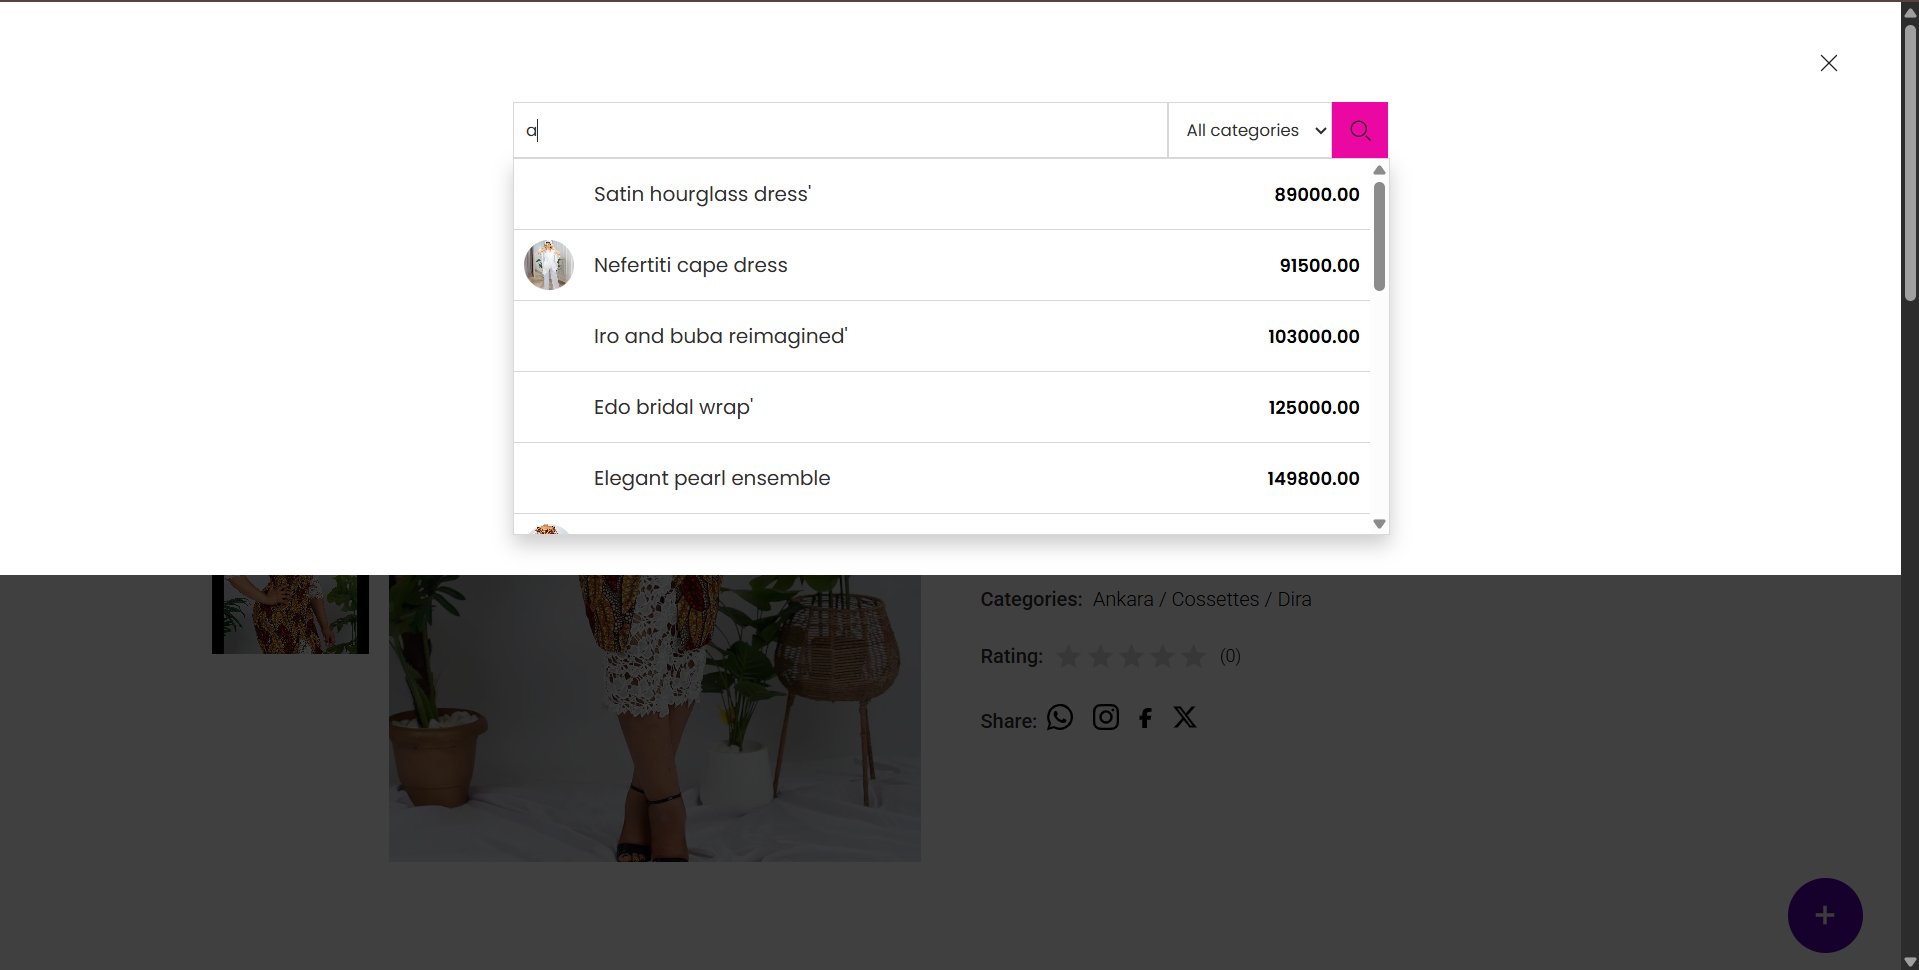 a
All categories
Satin hourglass dress' 89000.00
Nefertiti cape dress 91500.00
Iro and buba reimagined' 103000.00
Edo bridal wrap' 125000.00
Elegant pearl ensemble 149800.00
Categories: Ankara / Cossettes / Dira
Rating: (0)
Share: